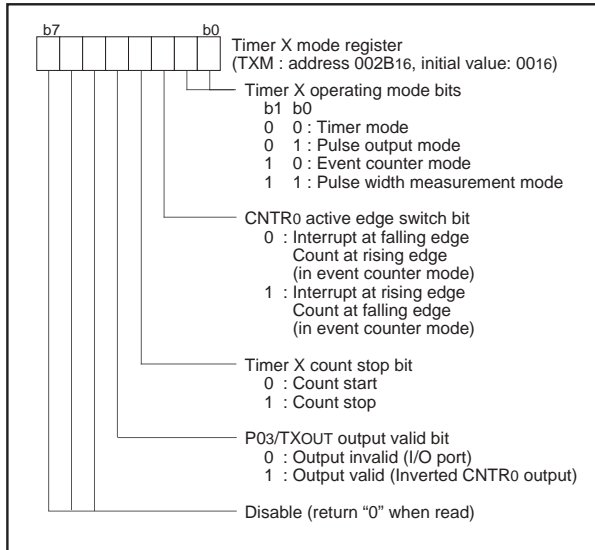 b7 b0
Timer X mode register
(TXM : address 002B16, initial value: 0016)
Timer X operating mode bits
b1 b0
0 0 : Timer mode
0 1 : Pulse output mode
1 0 : Event counter mode
1 1 : Pulse width measurement mode
CNTR0 active edge switch bit
0 : Interrupt at falling edge
Count at rising edge
(in event counter mode)
1 : Interrupt at rising edge
Count at falling edge
(in event counter mode)
Timer X count stop bit
0 : Count start
1 : Count stop
P03/TXOUT output valid bit
0 : Output invalid (I/O port)
1 : Output valid (Inverted CNTR0 output)
Disable (return “0” when read)